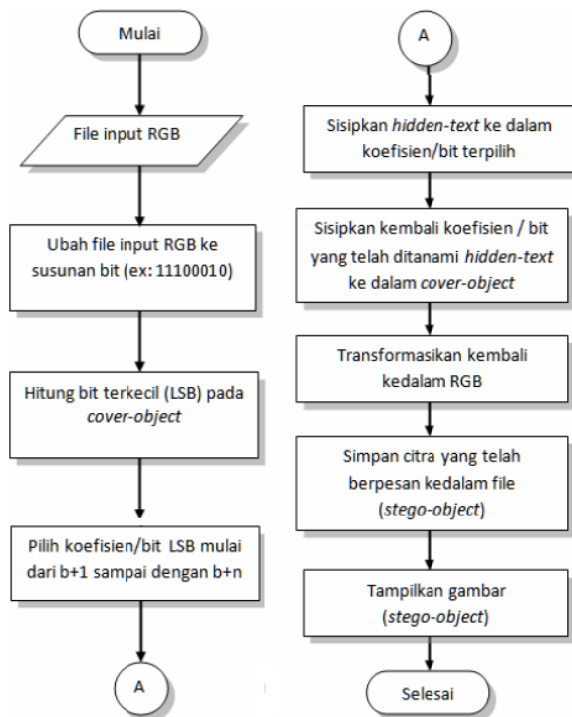 Mulai
File input RGB
Ubah file input RGB ke
susunan bit (ex: 11100010)
Hitung bit terkecil (LSB) pada
cover-object
Pilih koefisien/bit LSB mulai
dari b+1 sampai dengan b+n
A
A
Sisipkan hidden-text ke dalam
koefisien/bit terpilih
Sisipkan kembali koefisien / bit
yang telah ditanami hidden-text
ke dalam cover-object
Transformasikan kembali
kedalam RGB
Simpan citra yang telah
berpesan kedalam file
(stego-object)
Tampilkan gambar
(stego-object)
Selesai